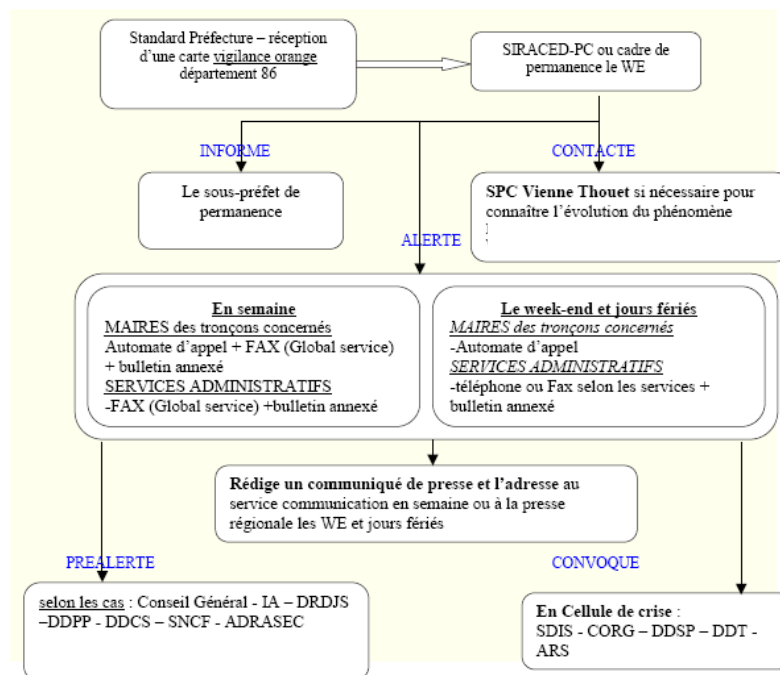 Standard Préfecture – réception
d'une carte vigilance orange
département 86
SIRACED-PC ou cadre de
permanence le WE
INFORME
CONTACTE
Le sous-préfet de
permanence
SPC Vienne Thouet si nécessaire pour
connaître l'évolution du phénomène
ALERTE
En semaine
MAIRES des tronçons concernés
Automate d'appel + FAX (Global service)
+ bulletin annexé
SERVICES ADMINISTRATIFS
-FAX (Global service) +bulletin annexé
Le week-end et jours fériés
MAIRES des tronçons concernés
-Automate d'appel
SERVICES ADMINISTRATIFS
-téléphone ou Fax selon les services +
bulletin annexé
Rédige un communiqué de presse et l'adresse au
service communication en semaine ou à la presse
régionale les WE et jours fériés
PREALERTE
CONVOQUE
selon les cas : Conseil Général - IA – DRDJS
–DDPP - DDCS – SNCF - ADRASEC
En Cellule de crise :
SDIS - CORG – DDSP – DDT -
ARS